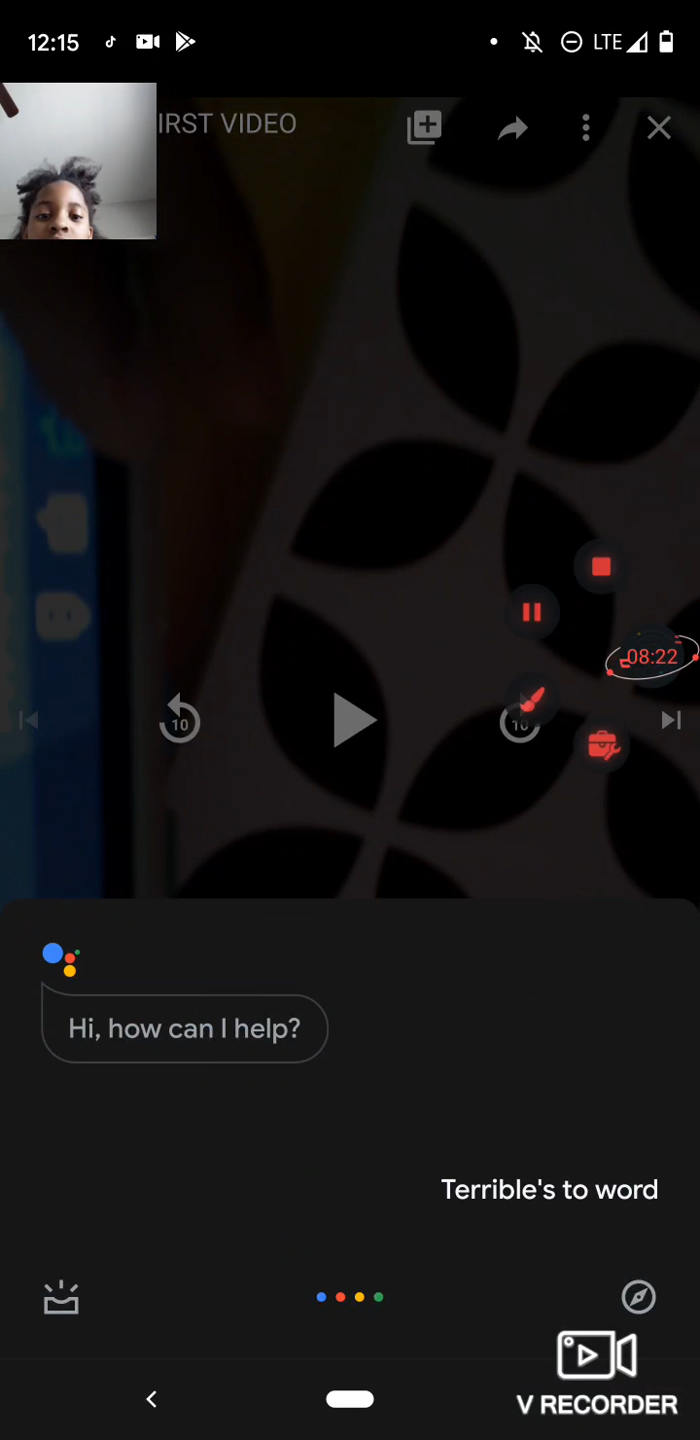 12:15
LTE
IRST VIDEO
08:22
10
10
Hi, how can I help?
Terrible's to word
V RECORDER